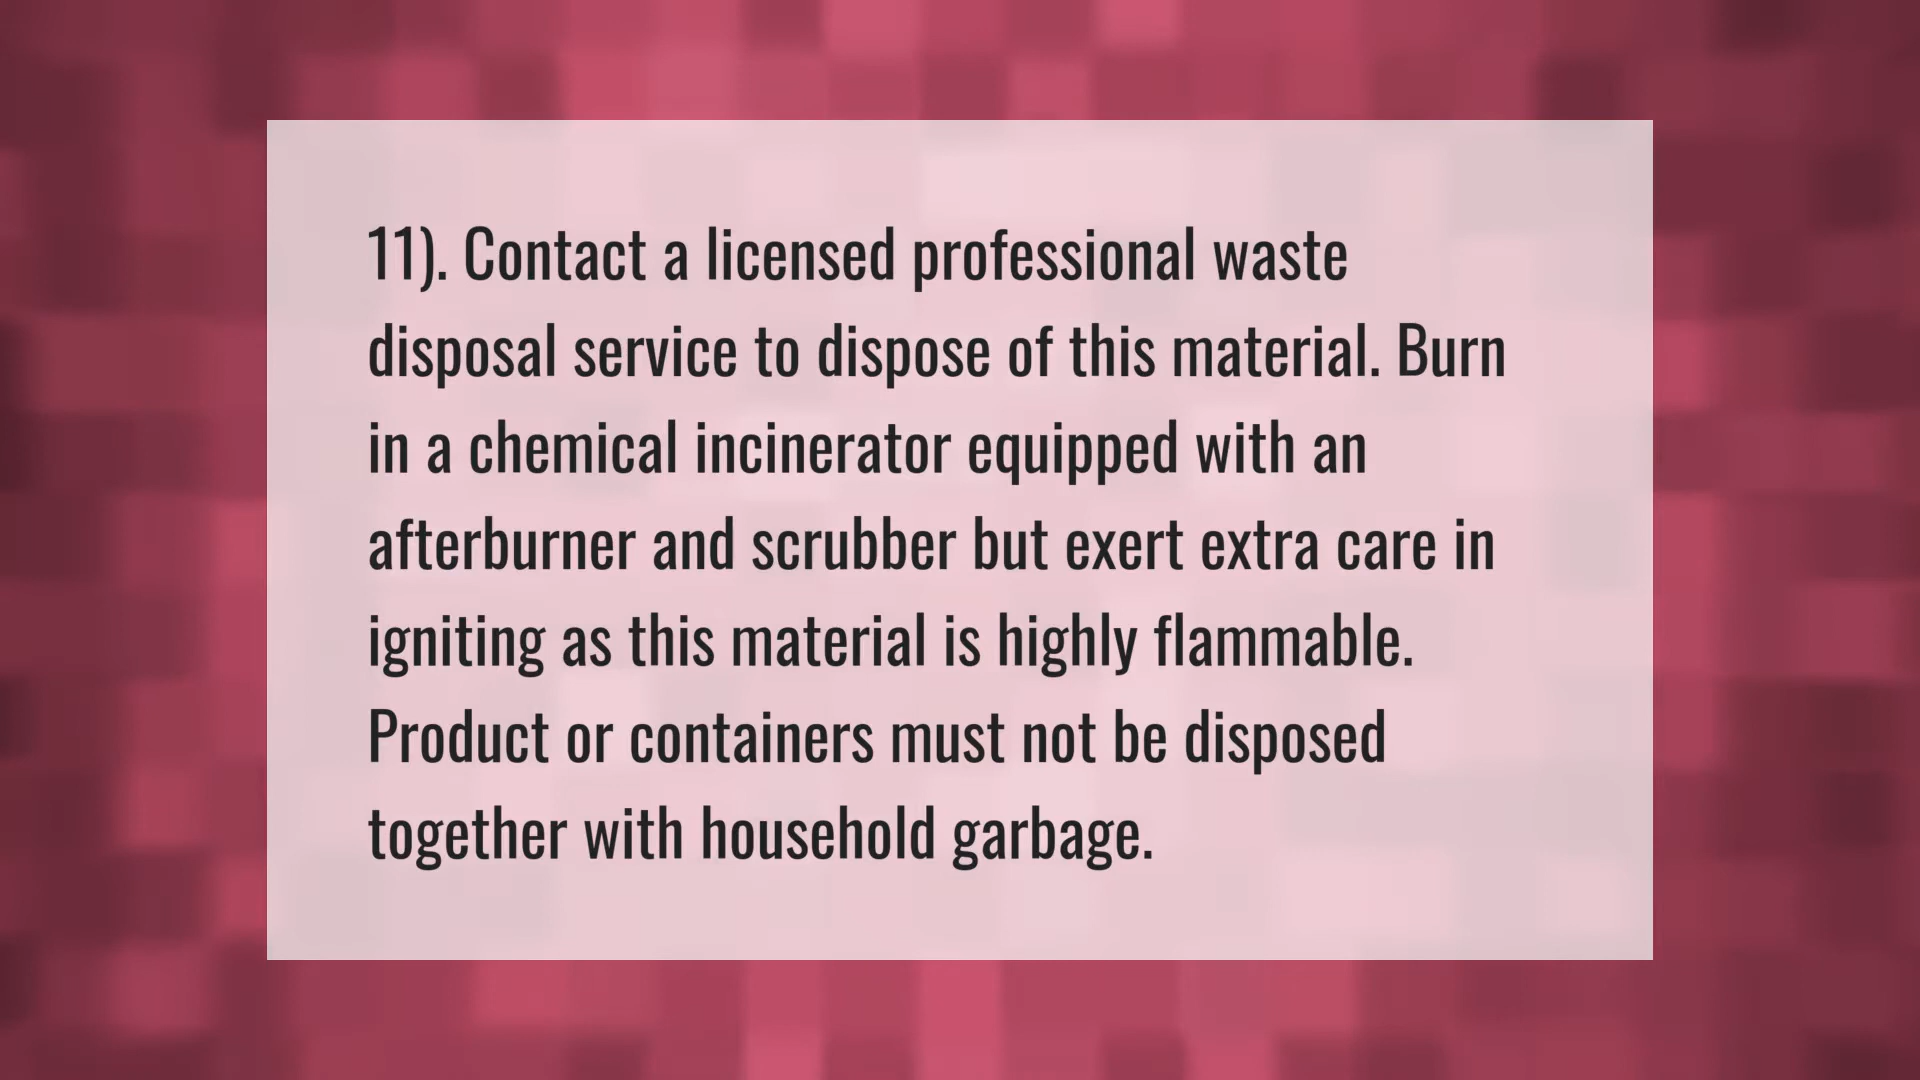 11). Contact a licensed professional waste
disposal service to dispose of this material. Burn
in a chemical incinerator equipped with an
afterburner and scrubber but exert extra care in
igniting as this material is highly flammable.
Product or containers must not be disposed
together with household garbage.